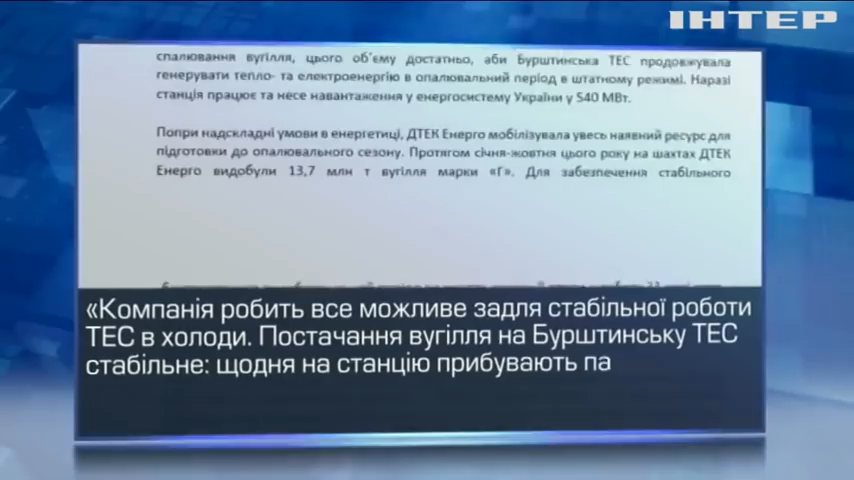 ІНТЕР
спалювання вугілля, цього об'єму достатньо, аби Бурштинська ТЕС продовжувала
генерувати тепло- та електроенергію в опалювальний період в штатному режимі. Наразі
станція працює та несе навантаження у енергосистему України у 540 МВт.
Попри надскладні умови в енергетиці, ДТЕК Енерго мобілізувала увесь наявний ресурс для
підготовки до опалювального сезону. Протягом січня-жовтня цього року на шахтах ДТЕК
Енерго видобули 13,7 млн т вугілля марки «Г». Для забезпечення стабільного
«Компанія робить все можливе задля стабільної роботи
ТЕС в холоди. Постачання вугілля на Бурштинську ТЕС
стабільне: щодня на станцію прибувають па